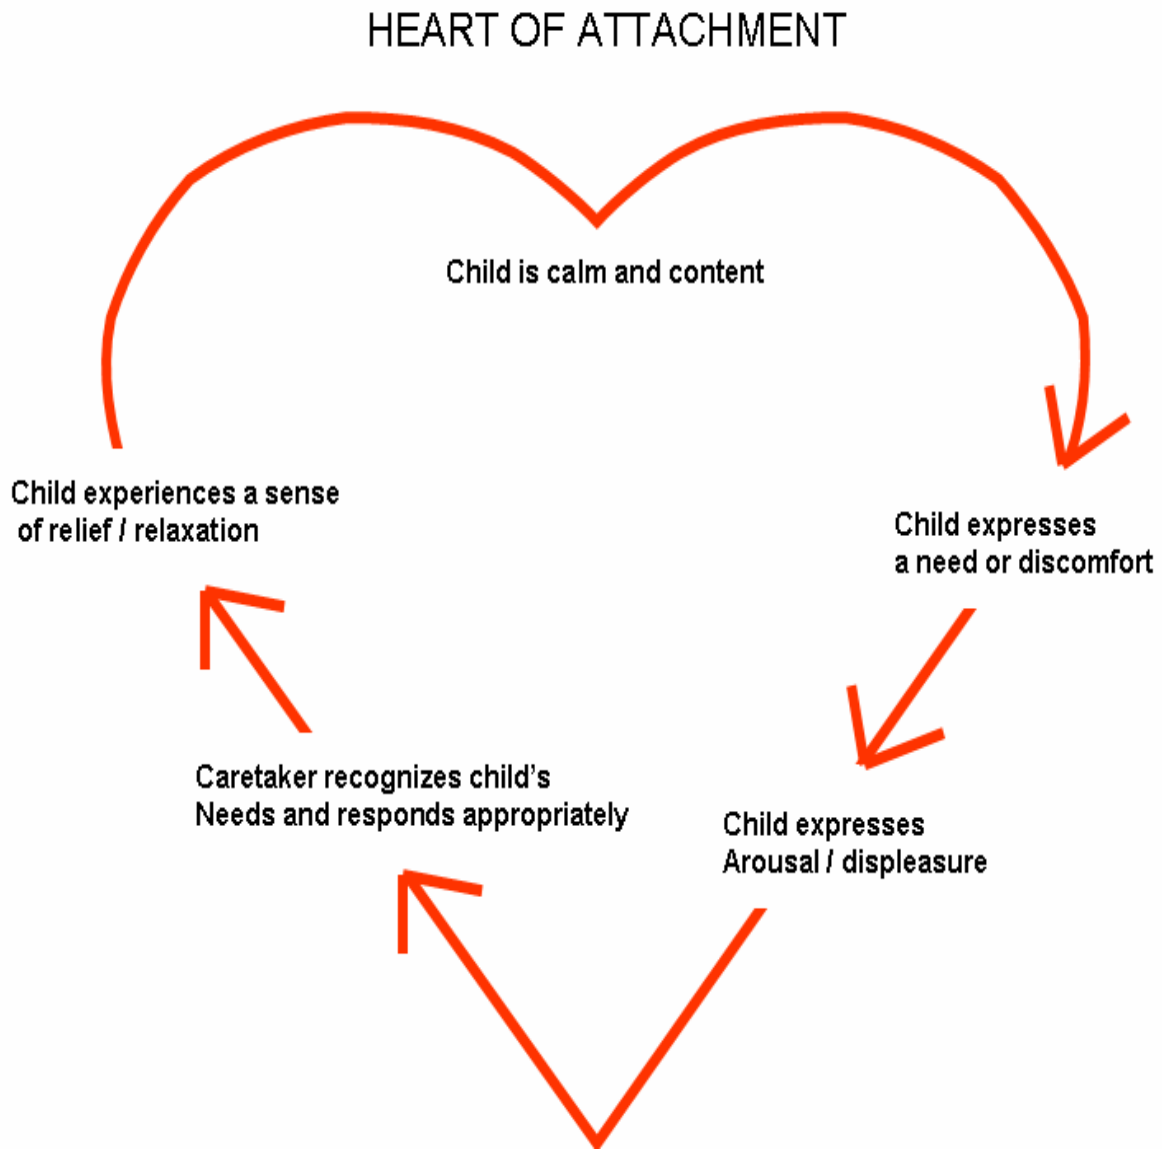 HEART OF ATTACHMENT
Child is calm and content
Child expresses
a need or discomfort
Child expresses
Arousal / displeasure
Caretaker recognizes child's
Needs and responds appropriately
Child experiences a sense
of relief / relaxation